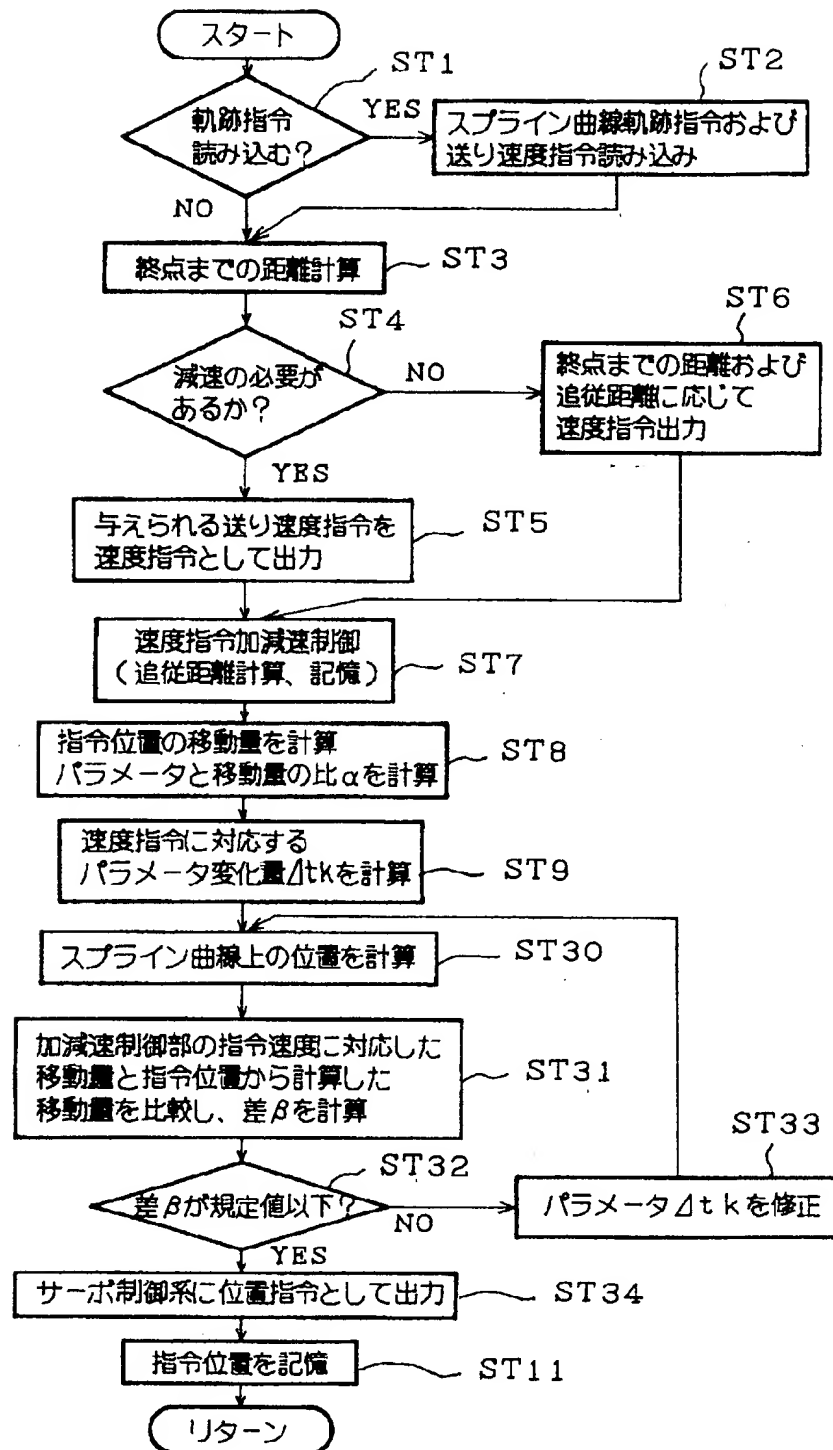 スタート
ST1
ST2
軌跡指令
読み込む？
YES
スプライン曲線軌跡指令および
送り速度指令読み込み
NO
終点までの距離計算
ST3
ST4
減速の必要が
あるか？
NO
ST6
終点までの距離および
追従距離に応じて
速度指令出力
YES
与えられる送り速度指令を
速度指令として出力
ST5
速度指令加減速制御
（追従距離計算、記憶）
ST7
指令位置の移動量を計算
パラメータと移動量の比αを計算
ST8
速度指令に対応する
パラメータ変化量Δtkを計算
ST9
スプライン曲線上の位置を計算
ST30
加減速制御部の指令速度に対応した
移動量と指令位置から計算した
移動量を比較し、差βを計算
ST31
ST32
差βが規定値以下？
NO
ST33
パラメータΔtkを修正
YES
サーボ制御系に位置指令として出力
ST34
指令位置を記憶
ST11
リターン